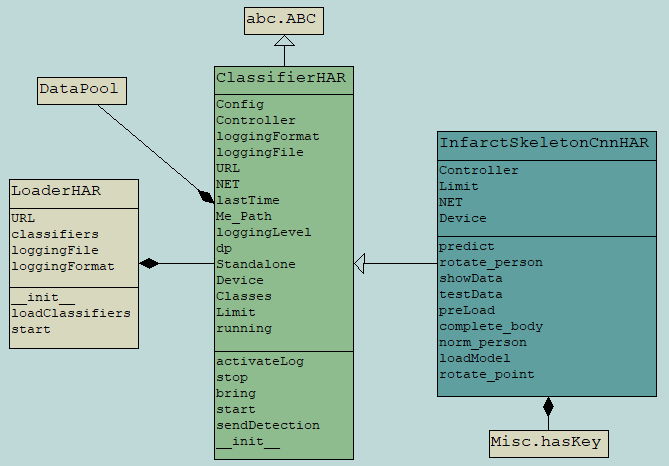 abc.ABC
DataPool
ClassifierHAR
Config
Controller
loggingFormat
loggingFile
URL
NET
lastTime
Me_Path
loggingLevel
dp
Standalone
Device
Classes
Limit
running
activateLog
stop
bring
start
sendDetection
__init__
LoaderHAR
URL
classifiers
loggingFile
loggingFormat
__init__
loadClassifiers
start
InfarctSkeletonCnnHAR
Controller
Limit
NET
Device
predict
rotate_person
showData
testData
preLoad
complete_body
norm_person
loadModel
rotate_point
Misc.hasKey